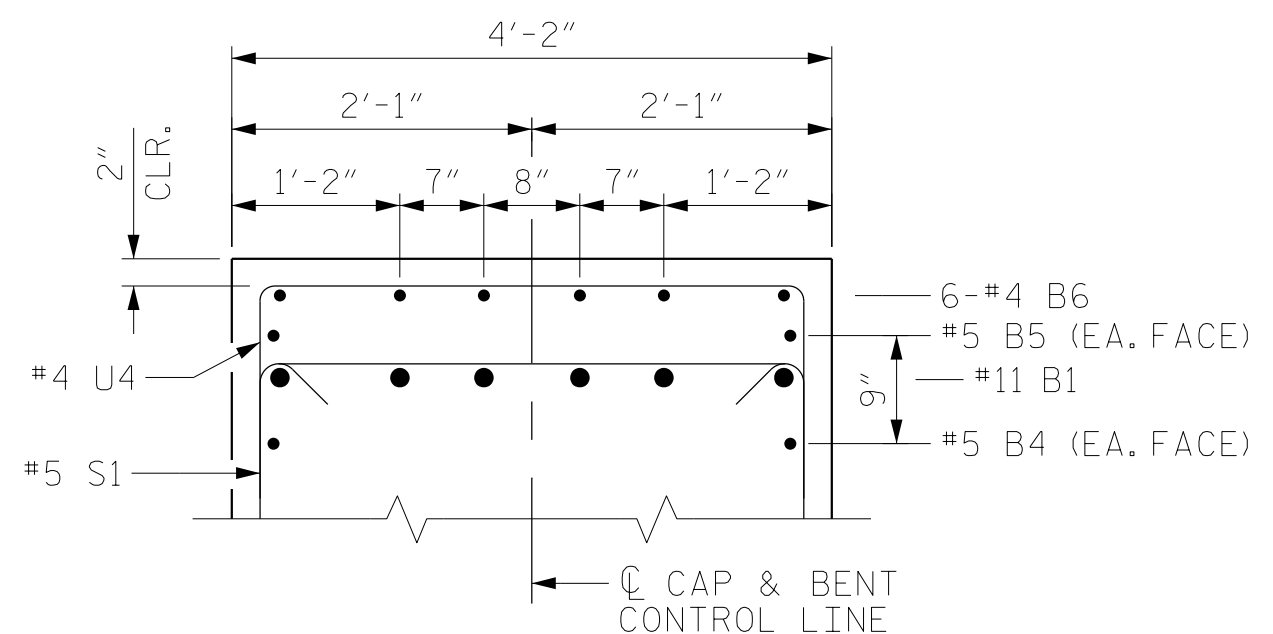 4'-2"
2'-1" 2'-1"
2" CLR.
1'-2" 7" 8" 7" 1'-2"
6-#4 B6
#5 B5 (EA. FACE)
#4 U4
9"
#11 B1
#5 B4 (EA. FACE)
#5 S1
℄ CAP & BENT
CONTROL LINE